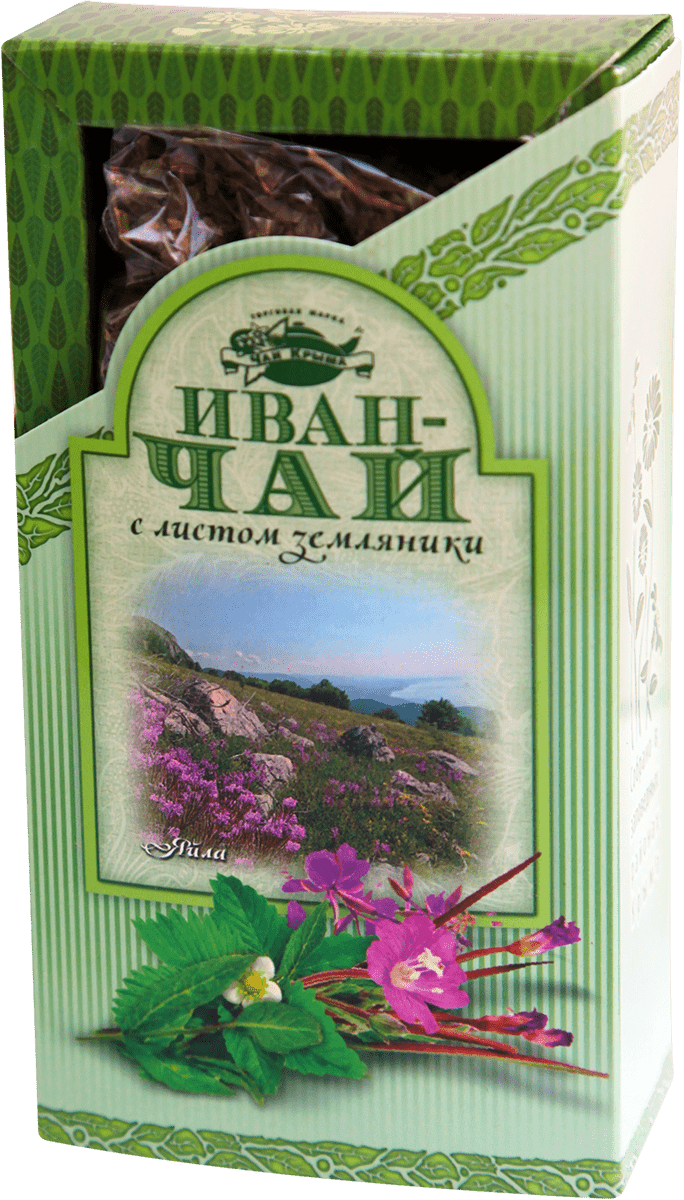 ТОРГОВАЯ МАРКА
ЧАЙ КРЫМА
ИВАН-
ЧАЙ
с листом земляники
Яйла